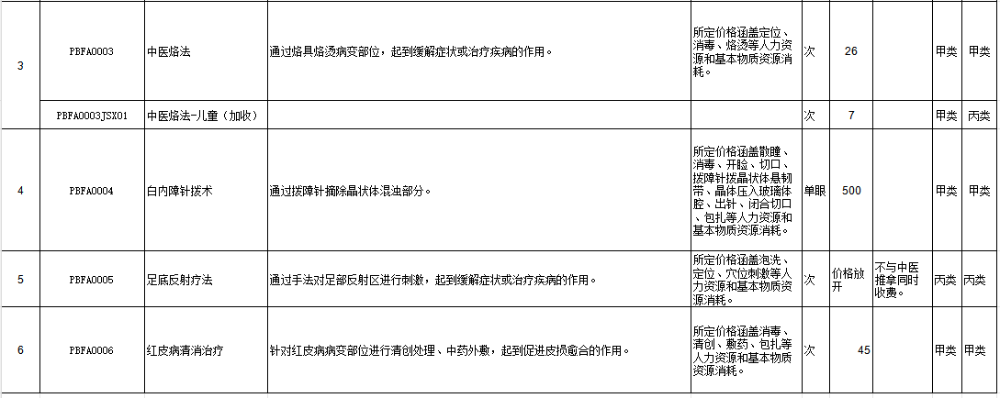 3
PBFA0003
中医烙法
通过烙具烙烫病变部位，起到缓解症状或治疗疾病的作用。
所定价格涵盖定位、
消毒、烙烫等人力资
源和基本物质资源消
耗。
次
26
甲类
甲类
PBFA0003JSX01
中医烙法-儿童（加收）
次
7
甲类
丙类
4
PBFA0004
白内障针拨术
通过拨障针摘除晶状体混浊部分。
所定价格涵盖散瞳、
消毒、开睑、切口、
拨障针拨晶状体悬韧
带、晶体压入玻璃体
腔、出针、闭合切口
、包扎等人力资源和
基本物质资源消耗。
单眼
500
甲类
甲类
5
PBFA0005
足底反射疗法
通过手法对足部反射区进行刺激，起到缓解症状或治疗疾病的作用。
所定价格涵盖泡洗、
定位、穴位刺激等人
力资源和基本物质资
源消耗。
次
价格放
开
不与中医
推拿同时
收费。
丙类
丙类
6
PBFA0006
红皮病清消治疗
针对红皮病病变部位进行清创处理、中药外敷，起到促进皮损愈合的作用。
所定价格涵盖消毒、
清创、敷药、包扎等
人力资源和基本物质
资源消耗。
次
45
甲类
甲类